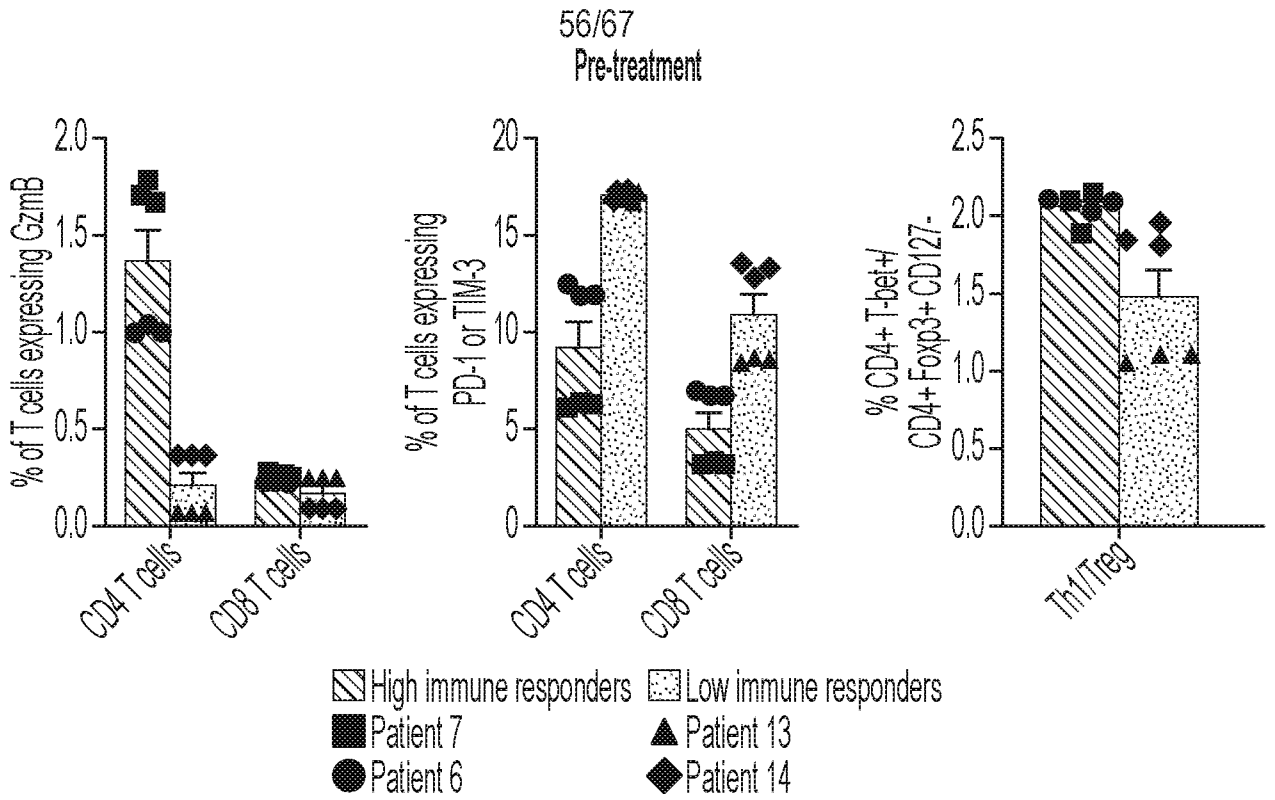 56/67
Pre-treatment
% of T cells expressing GzmB
2.0
1.5
1.0
0.5
0.0
CD4 T cells
CD8 T cells
% of T cells expressing
PD-1 or TIM-3
20
15
10
5
0
CD4 T cells
CD8 T cells
% CD4+ T-bet+/
CD4+ Foxp3+ CD127-
2.5
2.0
1.5
1.0
0.5
0.0
Th1/Treg
High immune responders
Low immune responders
Patient 7
Patient 13
Patient 6
Patient 14